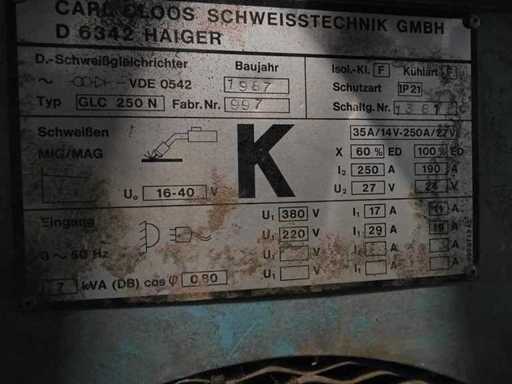 CARL CLOOS SCHWEISSTECHNIK GMBH
D 6342 HAIGER
D.-Schweißgleichrichter Baujahr Isol.-Kl. F Kühlart F
~ VDE 0542 1987 Schutzart IP21
Typ GLC 250 N Fabr. Nr. 997 Schaltg. Nr.
Schweißen K 35A/14V-250A/27V
MIG/MAG X 60% ED 100% ED
I₂ 250 A 190 A
U₀ 16-40 V U₂ 27 V 24 V
Eingang U₁ 380 V I₁ 17 A A
3 ~ 50 Hz U₁ 220 V I₁ 29 A A
U₁ V I₁ A A
U₁ V I₁ A A
7 kVA (DB) cos φ 0,80